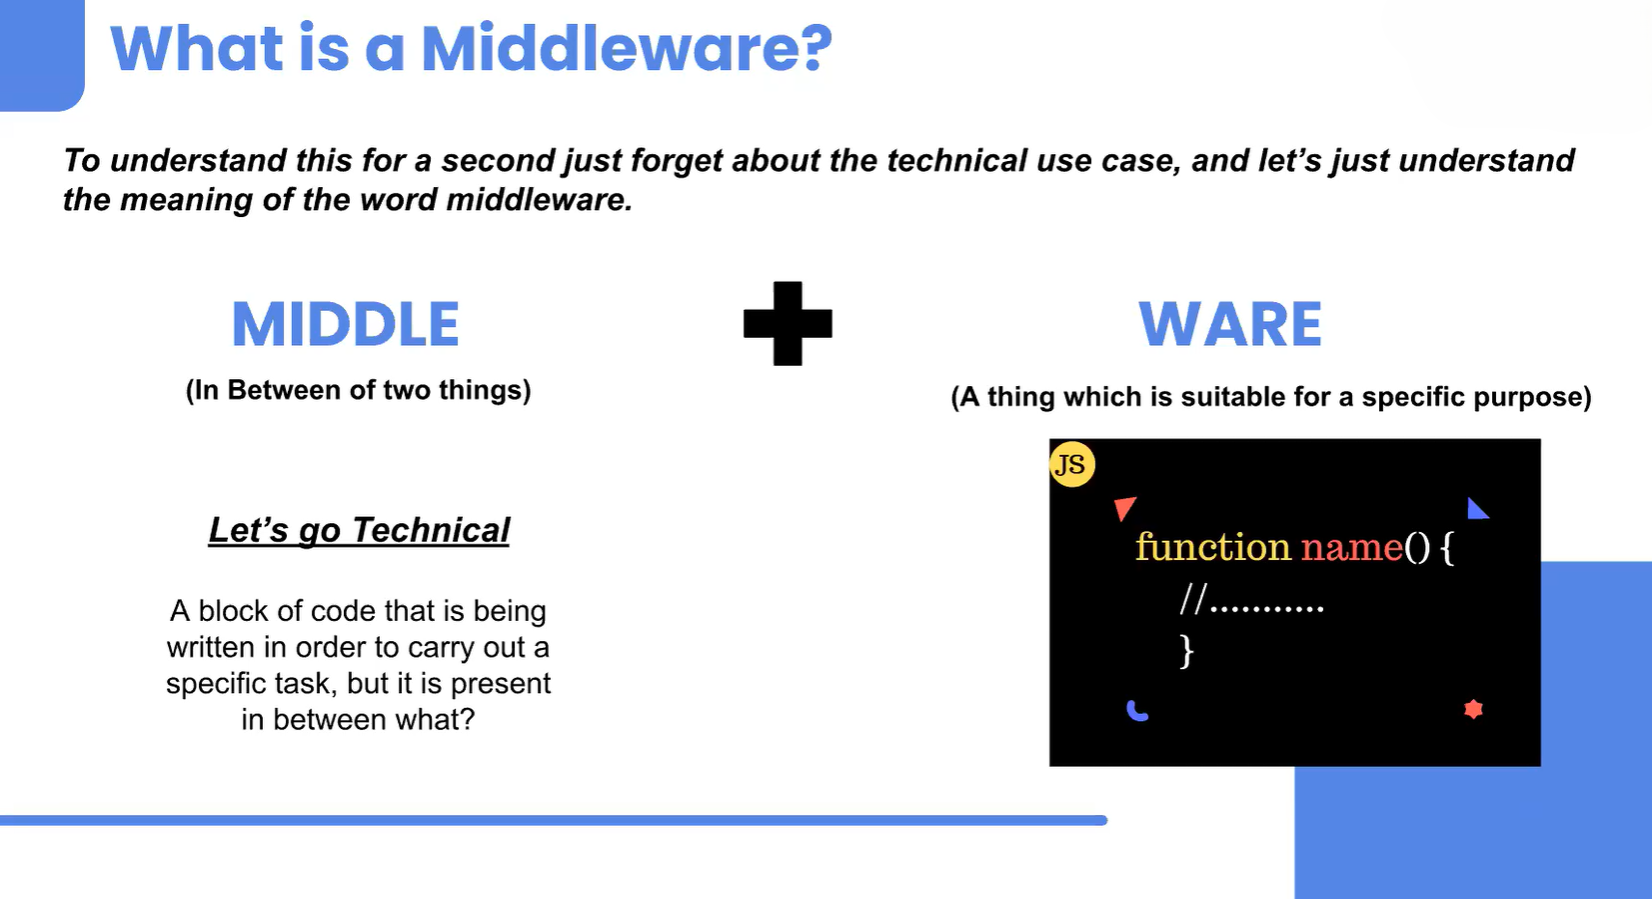 What is a Middleware?
To understand this for a second just forget about the technical use case, and let’s just understand
the meaning of the word middleware.
MIDDLE
WARE
(In Between of two things)
(A thing which is suitable for a specific purpose)
JS
function name() {
//...........
}
Let’s go Technical
A block of code that is being
written in order to carry out a
specific task, but it is present
in between what?